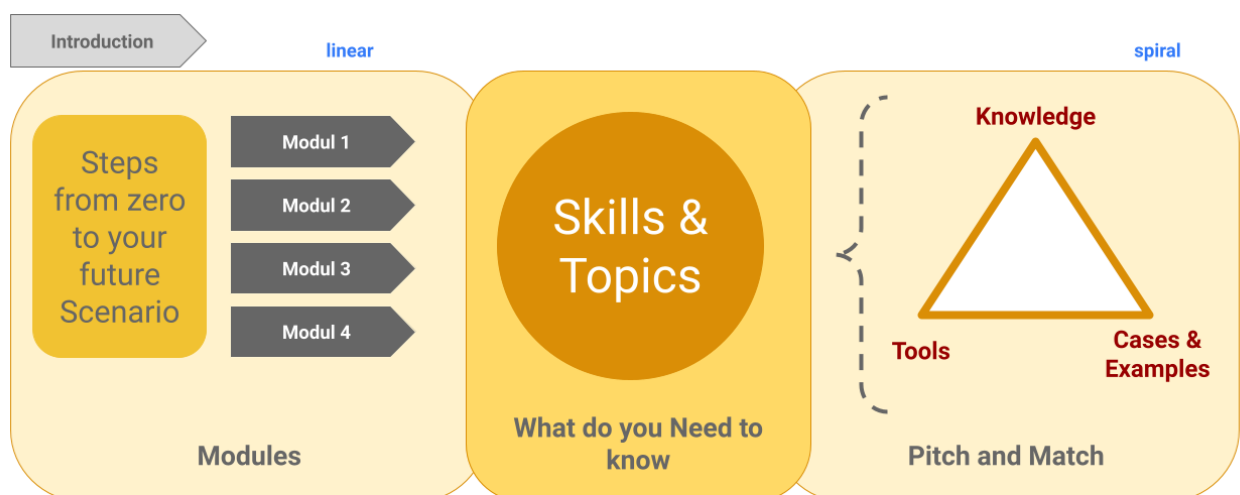 Introduction
linear
spiral
Steps
from zero
to your
future
Scenario
Modul 1
Modul 2
Modul 3
Modul 4
Modules
Skills &
Topics
What do you Need to
know
Knowledge
Tools
Cases &
Examples
Pitch and Match